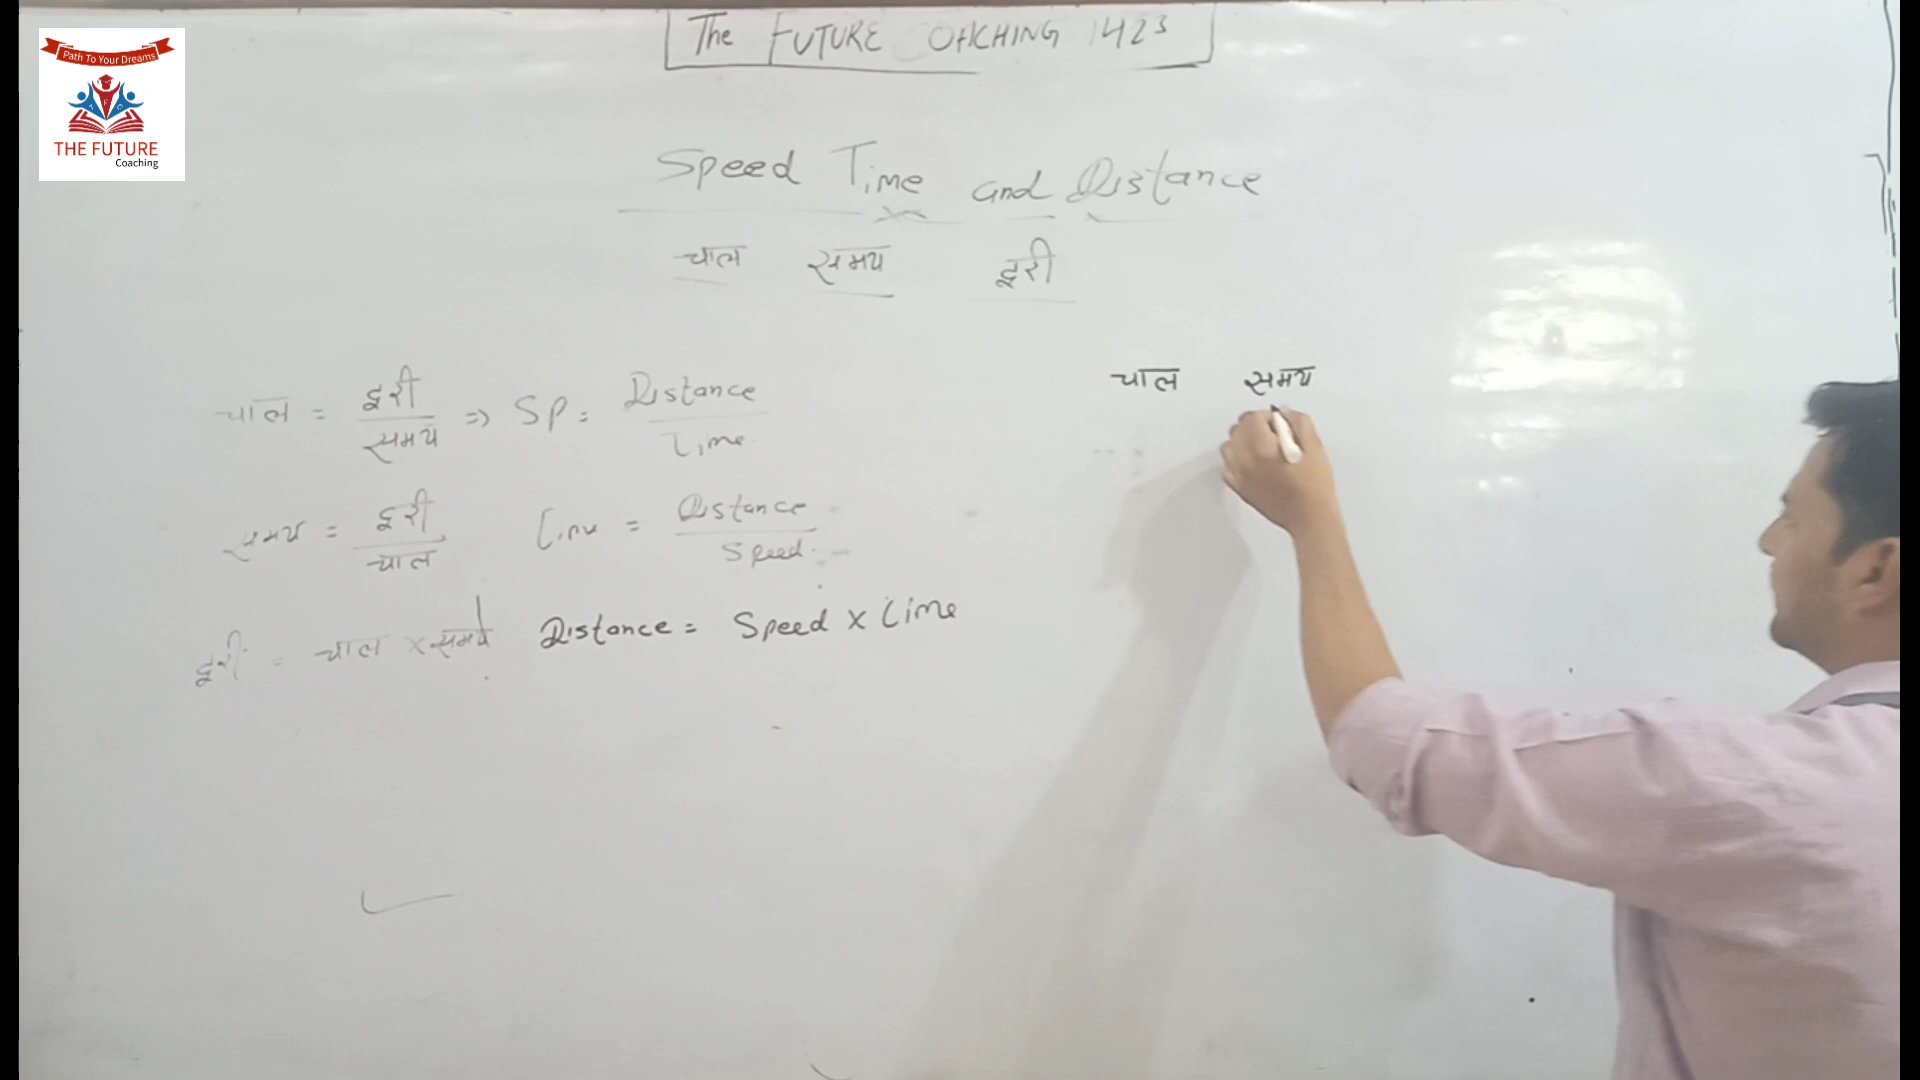 The FUTURE COACHING 1423
Path To Your Dreams
T F C
THE FUTURE
Coaching
Speed Time and Distance
चाल समय दूरी
चाल समय
चाल = दूरी / समय => SP = Distance / Time
समय = दूरी / चाल Time = Distance / Speed
दूरी = चाल × समय Distance = Speed × Time